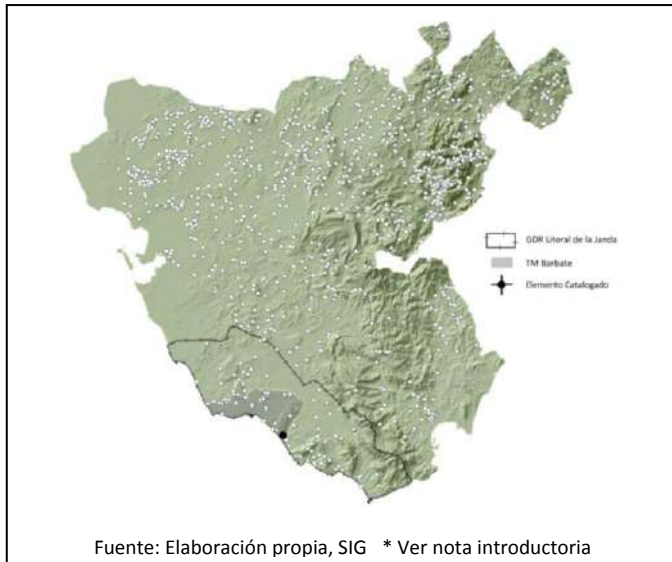 GDR Litoral de la Janda
TM Barbate
Elemento Catalogado
Fuente: Elaboración propia, SIG * Ver nota introductoria